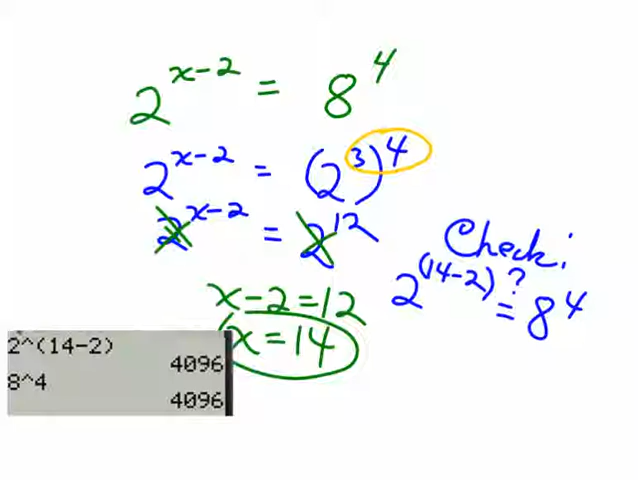 2^{x-2} = 8^4
2^{x-2} = (2^3)^4
2^{x-2} = 2^{12}
x-2=12
x=14
Check:
2^{(14-2)} ?= 8^4
2^(14-2)
4096
8^4
4096